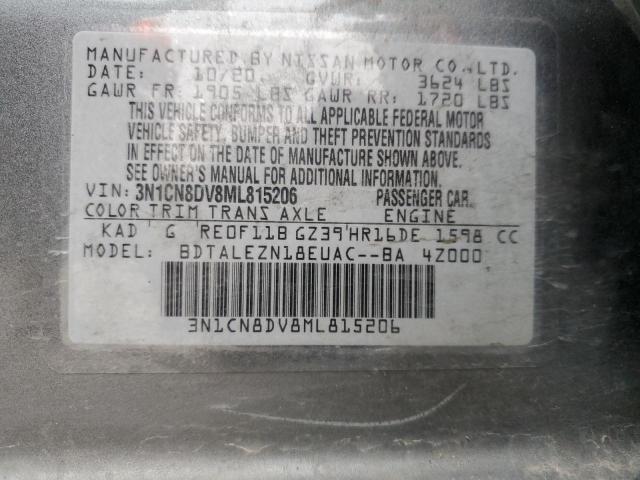 MANUFACTURED BY NISSAN MOTOR CO.,LTD.
DATE: 10/20 GVWR: 3624 LBS
GAWR FR: 1905 LBS GAWR RR: 1720 LBS
THIS VEHICLE CONFORMS TO ALL APPLICABLE FEDERAL MOTOR
VEHICLE SAFETY, BUMPER AND THEFT PREVENTION STANDARDS
IN EFFECT ON THE DATE OF MANUFACTURE SHOWN ABOVE.
SEE OWNER'S MANUAL FOR ADDITIONAL INFORMATION.
VIN: 3N1CN8DV8ML815206 PASSENGER CAR
COLOR TRIM TRANS AXLE ENGINE
KAD G RE0F11B GZ39 HR16DE 1598 CC
MODEL: BDTALEZN18EUAC--BA 4Z000
3N1CN8DV8ML815206